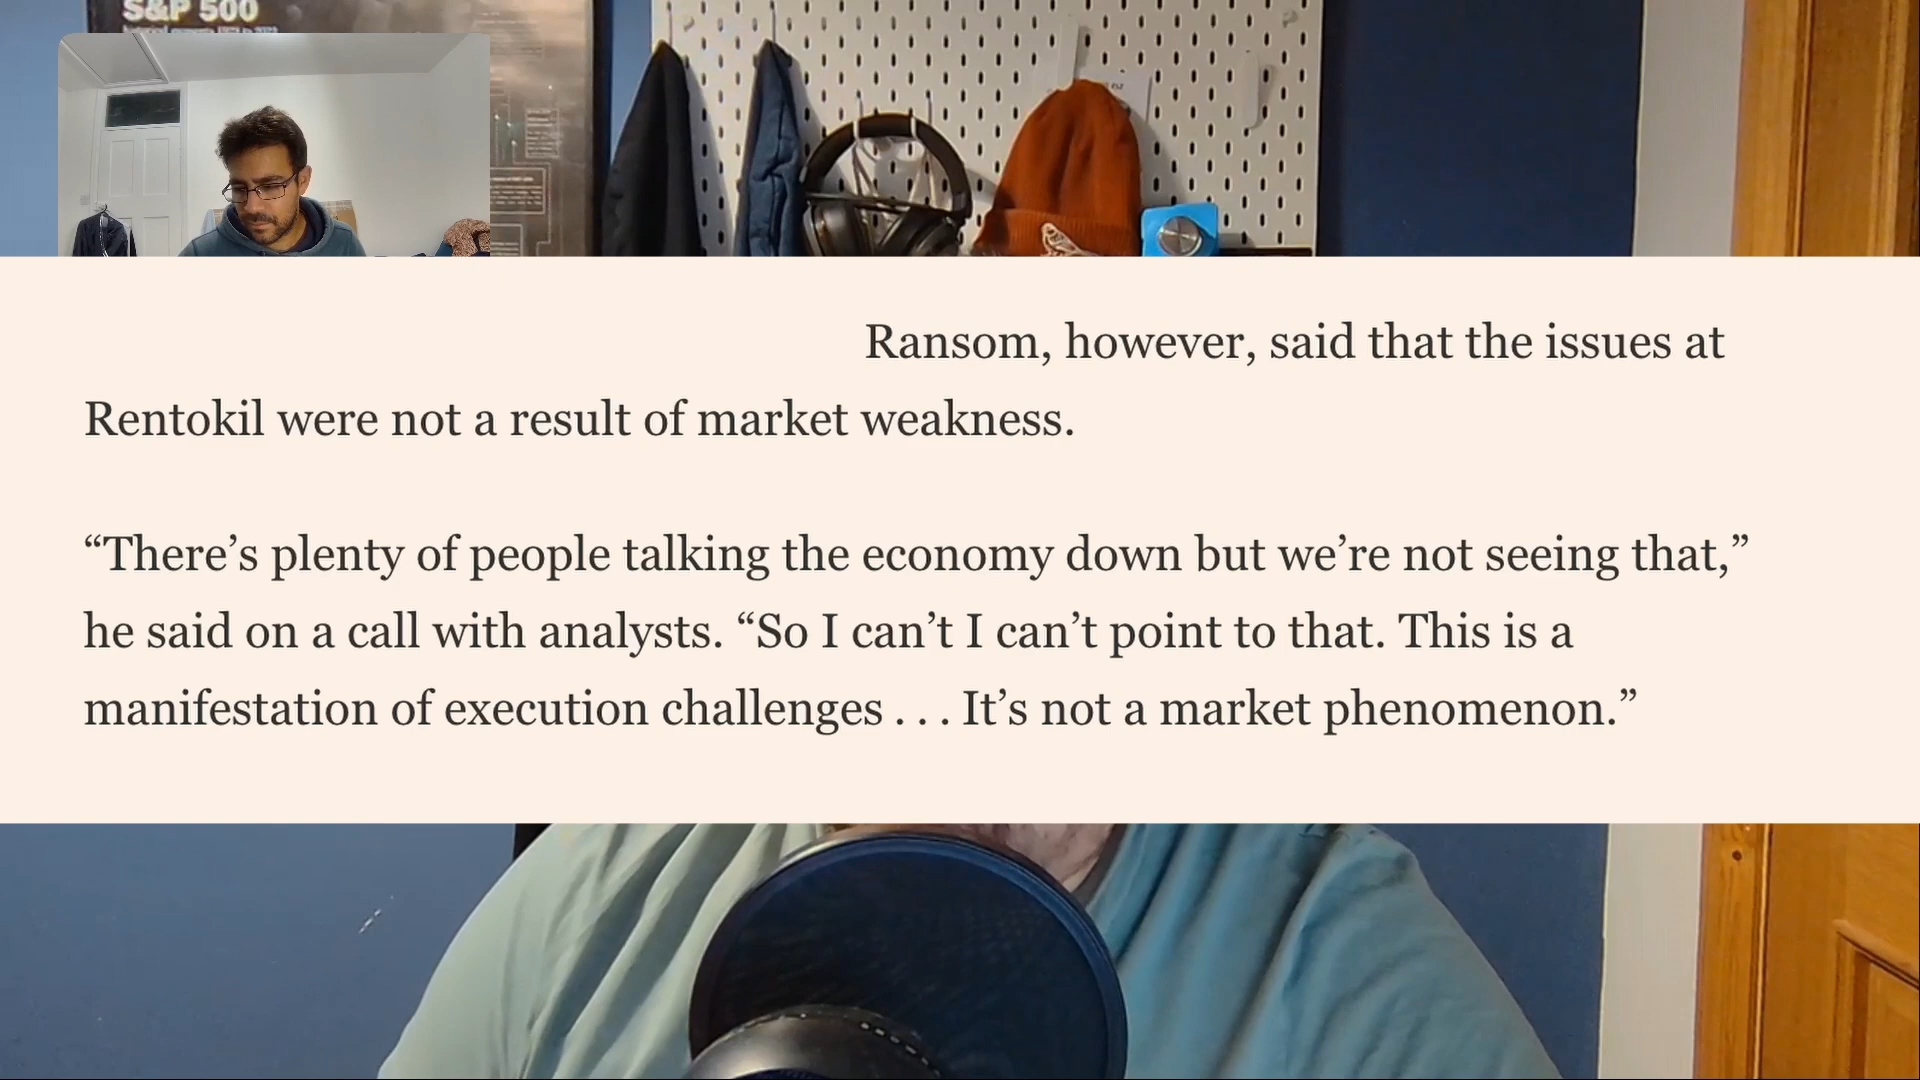 S&P 500
Ransom, however, said that the issues at
Rentokil were not a result of market weakness.
“There’s plenty of people talking the economy down but we’re not seeing that,”
he said on a call with analysts. “So I can’t I can’t point to that. This is a
manifestation of execution challenges . . . It’s not a market phenomenon.”